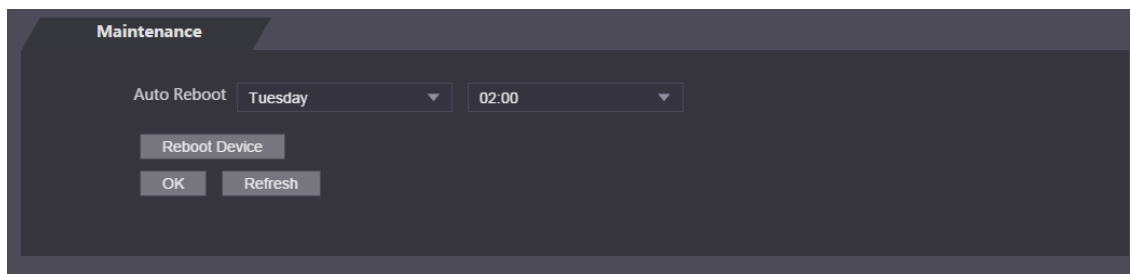 Maintenance
Auto Reboot Tuesday 02:00
Reboot Device
OK Refresh